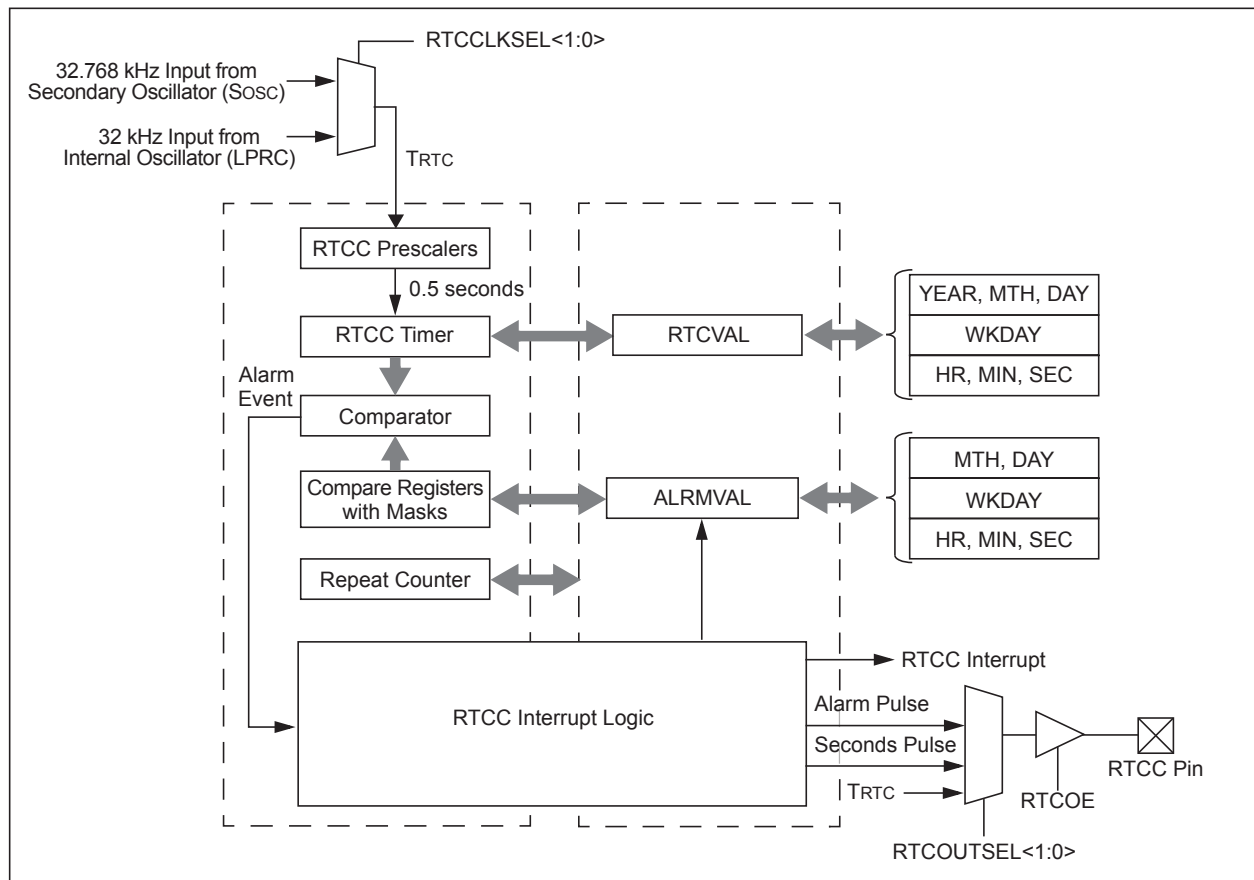 RTCCLKSEL<1:0>
32.768 kHz Input from
Secondary Oscillator (SOSC)
32 kHz Input from
Internal Oscillator (LPRC)
TRTC
RTCC Prescalers
0.5 seconds
RTCC Timer
RTCVAL
YEAR, MTH, DAY
WKDAY
HR, MIN, SEC
Alarm
Event
Comparator
Compare Registers
with Masks
ALRMVAL
MTH, DAY
WKDAY
HR, MIN, SEC
Repeat Counter
RTCC Interrupt Logic
RTCC Interrupt
Alarm Pulse
Seconds Pulse
TRTC
RTCOE
RTCC Pin
RTCOUTSEL<1:0>